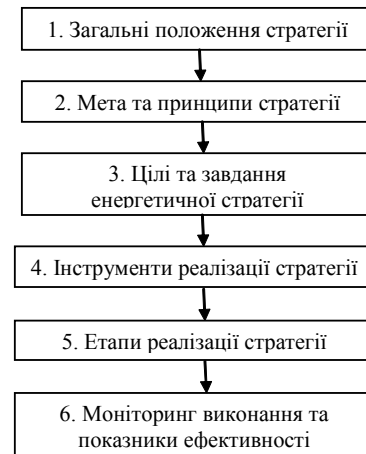 1. Загальні положення стратегії
2. Мета та принципи стратегії
3. Цілі та завдання
енергетичної стратегії
4. Інструменти реалізації стратегії
5. Етапи реалізації стратегії
6. Моніторинг виконання та
показники ефективності